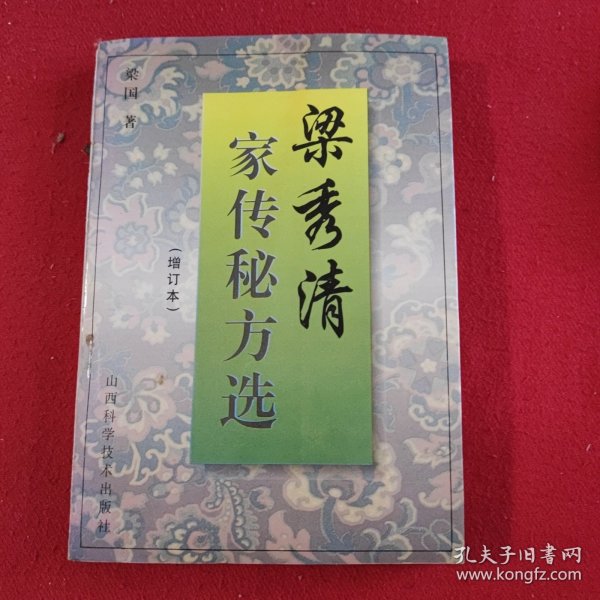 梁国 著
梁秀清
家传秘方选
（增订本）
山西科学技术出版社
孔夫子旧书网
www.kongfz.com